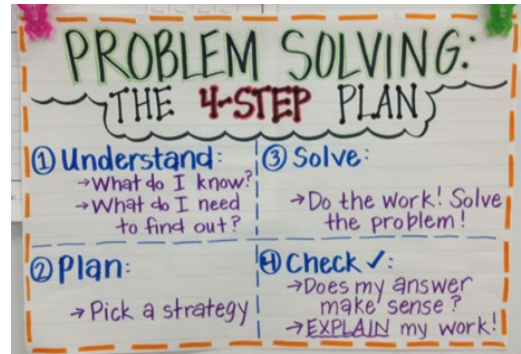 PROBLEM SOLVING:
THE 4-STEP PLAN
① Understand:
→What do I know?
→What do I need
to find out?
② Plan:
→Pick a strategy
③ Solve:
→Do the work! Solve
the problem!
④ Check ✓:
→Does my answer
make sense?
→EXPLAIN my work!